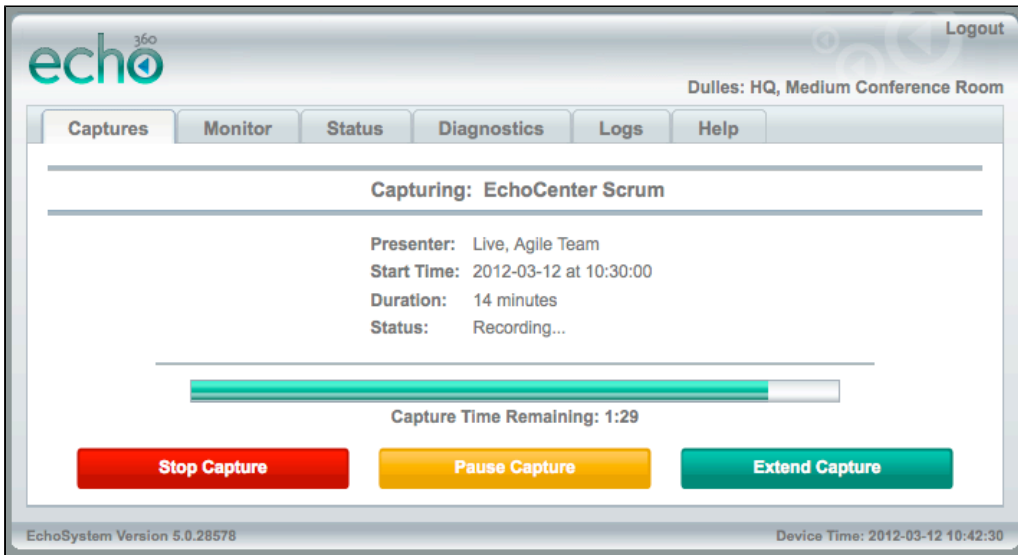 Logout
echo360
Dulles: HQ, Medium Conference Room
Captures Monitor Status Diagnostics Logs Help
Capturing: EchoCenter Scrum
Presenter: Live, Agile Team
Start Time: 2012-03-12 at 10:30:00
Duration: 14 minutes
Status: Recording...
Capture Time Remaining: 1:29
Stop Capture Pause Capture Extend Capture
EchoSystem Version 5.0.28578 Device Time: 2012-03-12 10:42:30